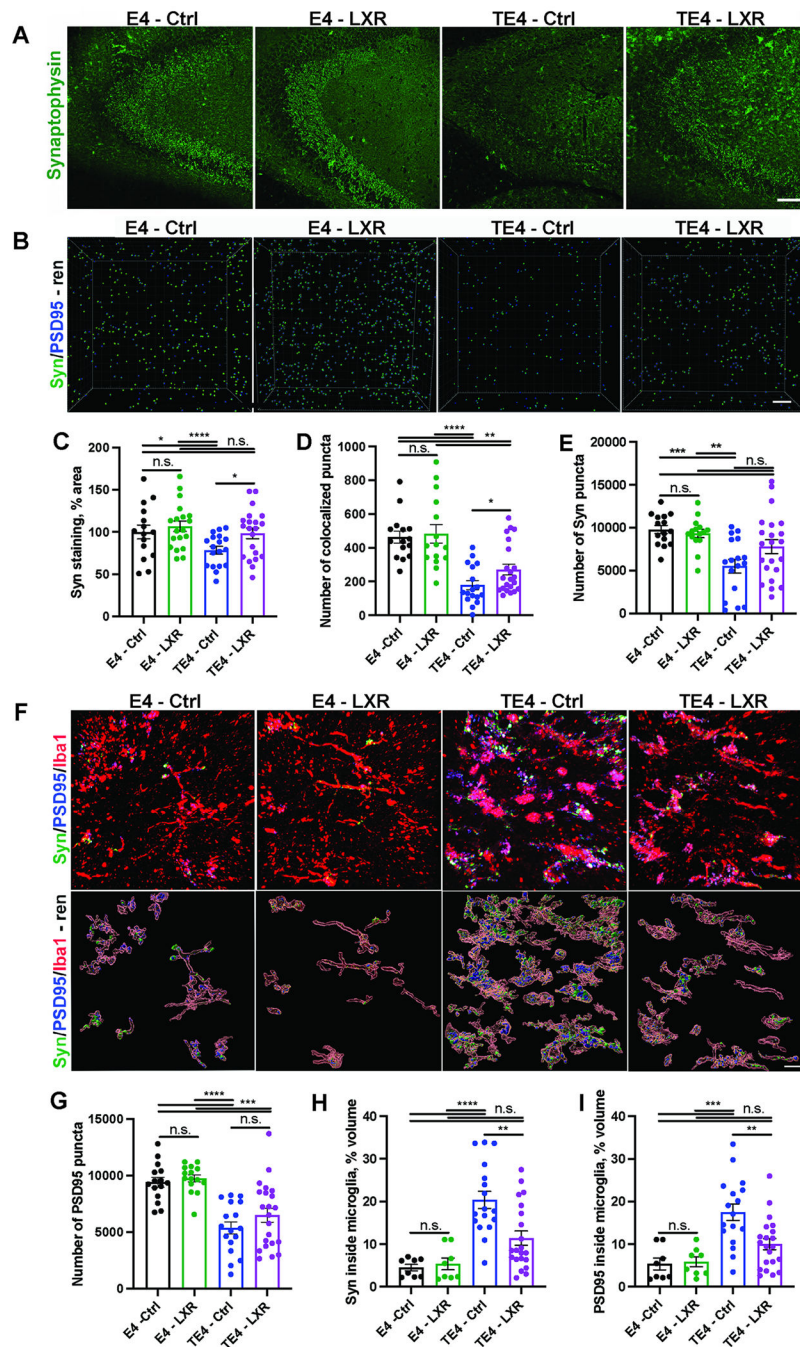 A
E4 - Ctrl
E4 - LXR
TE4 - Ctrl
TE4 - LXR
Synaptophysin
B
E4 - Ctrl
E4 - LXR
TE4 - Ctrl
TE4 - LXR
Syn/PSD95 - ren
C
Syn staining, % area
200
150
100
50
0
*
****
n.s.
n.s.
*
E4 - Ctrl
E4 - LXR
TE4 - Ctrl
TE4 - LXR
D
Number of colocalized puncta
1000
800
600
400
200
0
****
**
n.s.
*
E4 - Ctrl
E4 - LXR
TE4 - Ctrl
TE4 - LXR
E
Number of Syn puncta
20000
15000
10000
5000
0
***
**
n.s.
n.s.
E4 - Ctrl
E4 - LXR
TE4 - Ctrl
TE4 - LXR
F
E4 - Ctrl
E4 - LXR
TE4 - Ctrl
TE4 - LXR
Syn/PSD95/Iba1
Syn/PSD95/Iba1 - ren
G
Number of PSD95 puncta
15000
10000
5000
0
****
***
n.s.
n.s.
E4 -Ctrl
E4 - LXR
TE4 - Ctrl
TE4 - LXR
H
Syn inside microglia, % volume
40
30
20
10
0
****
n.s.
n.s.
**
E4 - Ctrl
E4 - LXR
TE4 - Ctrl
TE4 - LXR
I
PSD95 inside microglia, % volume
40
30
20
10
0
***
n.s.
n.s.
**
E4 - Ctrl
E4 - LXR
TE4 - Ctrl
TE4 - LXR